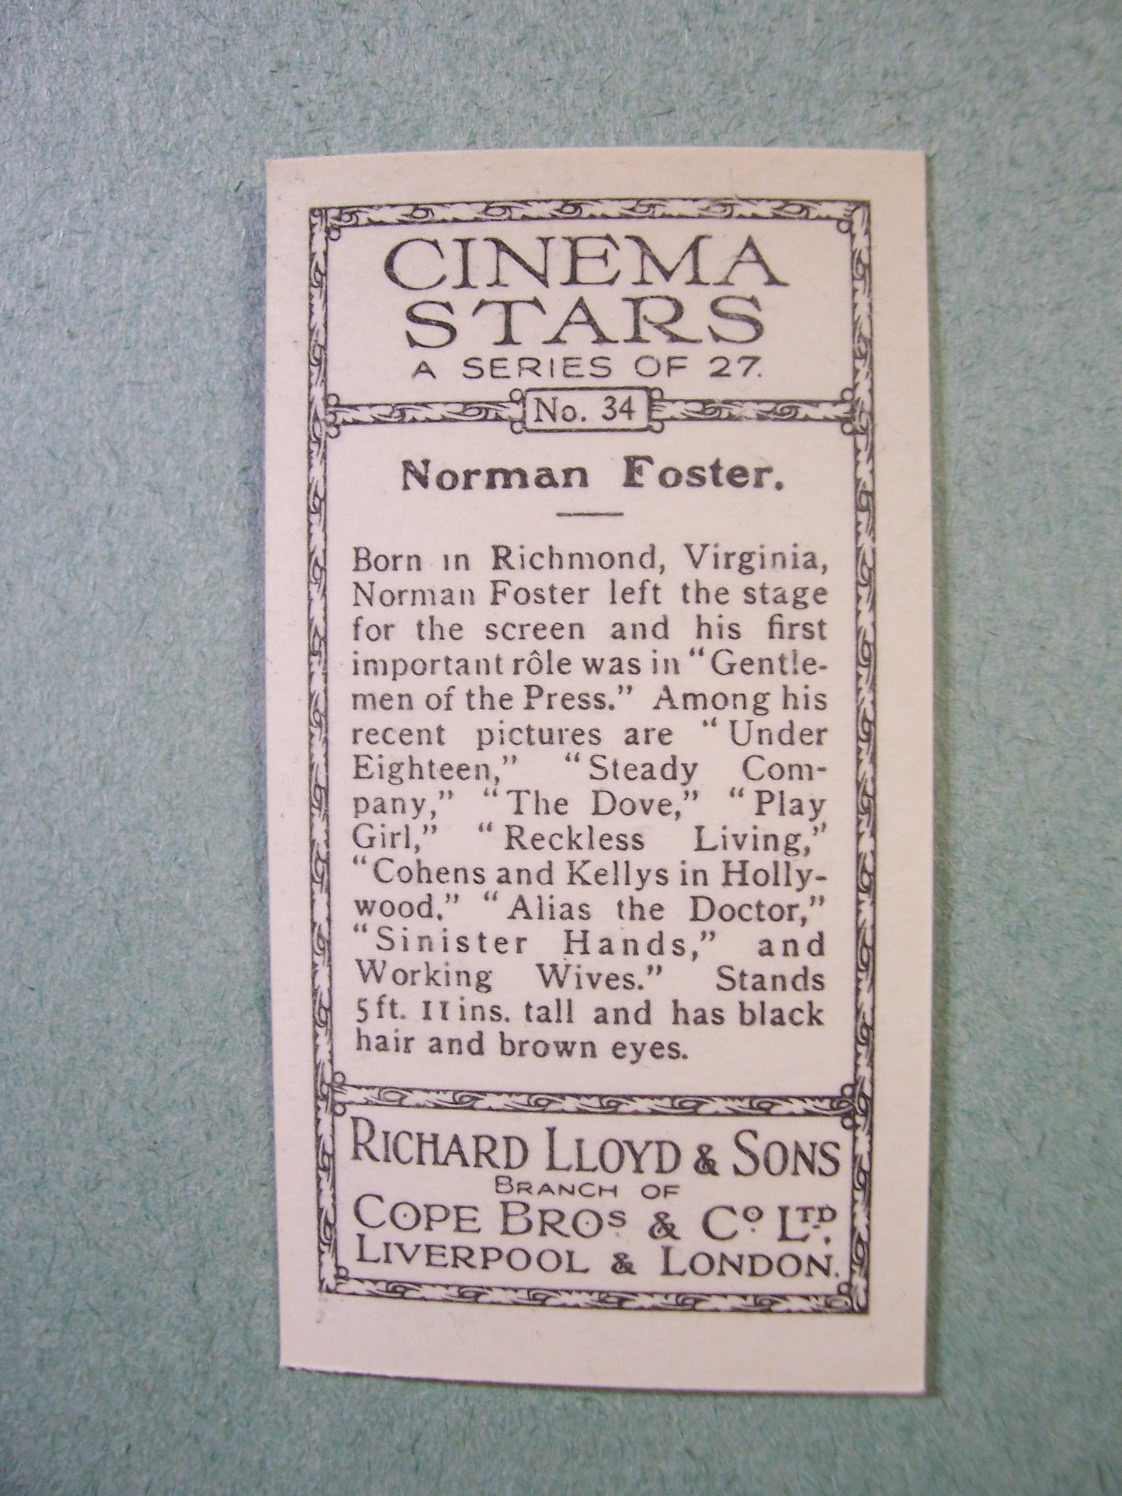 CINEMA
STARS
A SERIES OF 27.
No. 34
Norman Foster.
Born in Richmond, Virginia,
Norman Foster left the stage
for the screen and his first
important rôle was in "Gentle-
men of the Press." Among his
recent pictures are "Under
Eighteen," "Steady Com-
pany," "The Dove," "Play
Girl," "Reckless Living,"
"Cohens and Kellys in Holly-
wood." "Alias the Doctor,"
"Sinister Hands," and
Working Wives." Stands
5 ft. 11 ins. tall and has black
hair and brown eyes.
RICHARD LLOYD & SONS
BRANCH OF
COPE BROS & CO LTD.
LIVERPOOL & LONDON.